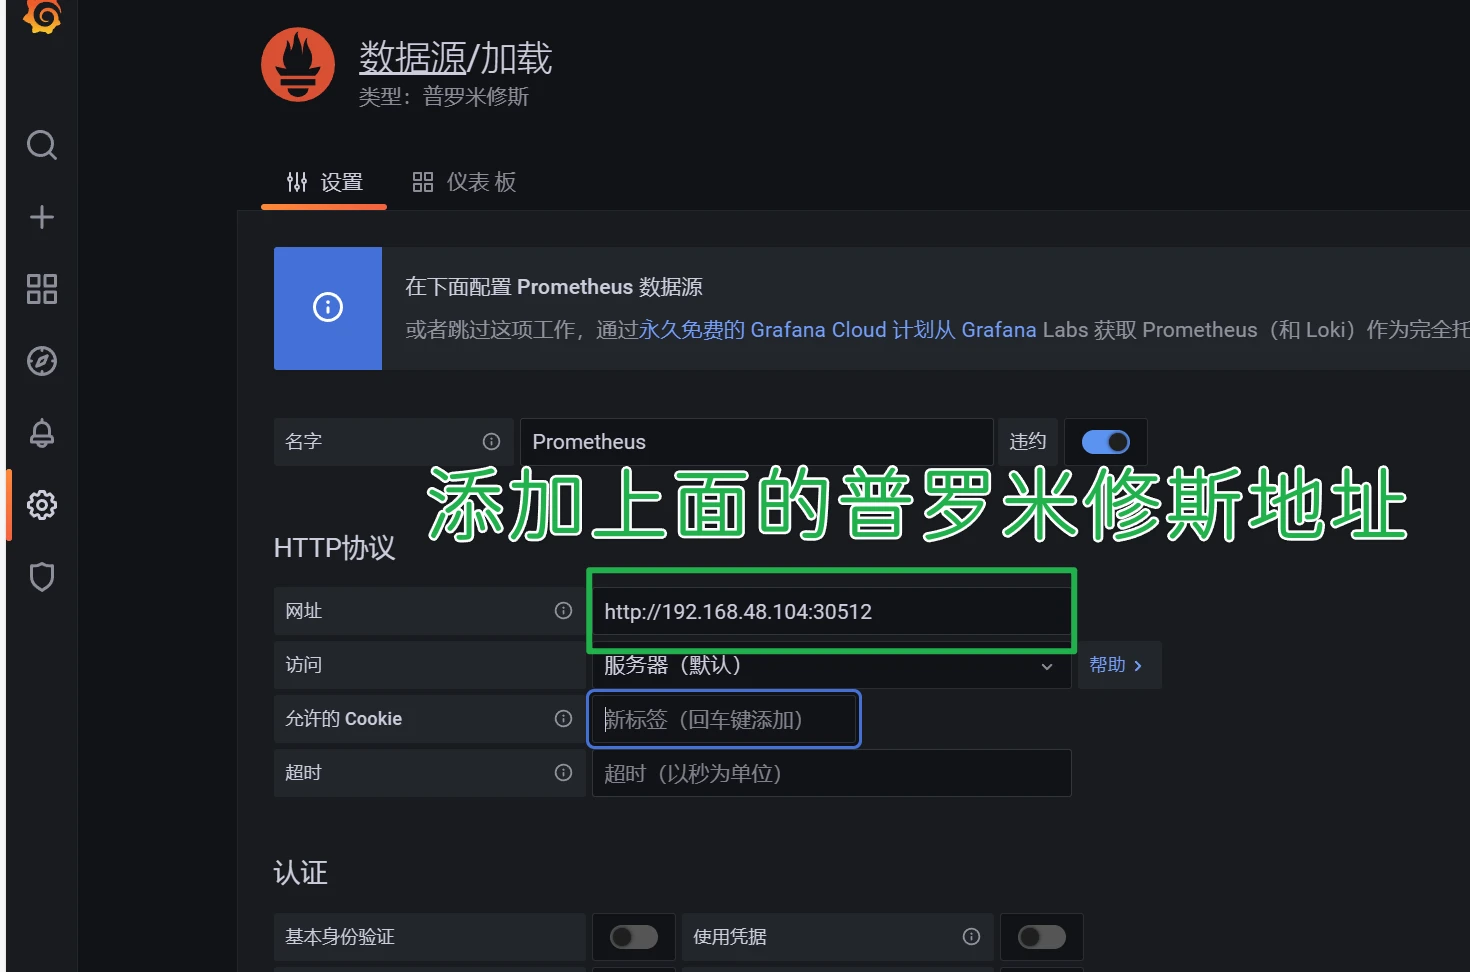 数据源/加载
类型：普罗米修斯
设置 仪表 板
在下面配置 Prometheus 数据源
或者跳过这项工作，通过永久免费的 Grafana Cloud 计划从 Grafana Labs 获取 Prometheus（和 Loki）作为完全托
名字 Prometheus 违约
添加上面的普罗米修斯地址
HTTP协议
网址 http://192.168.48.104:30512
访问 服务器（默认） 帮助
允许的 Cookie 新标签（回车键添加）
超时 超时（以秒为单位）
认证
基本身份验证 使用凭据